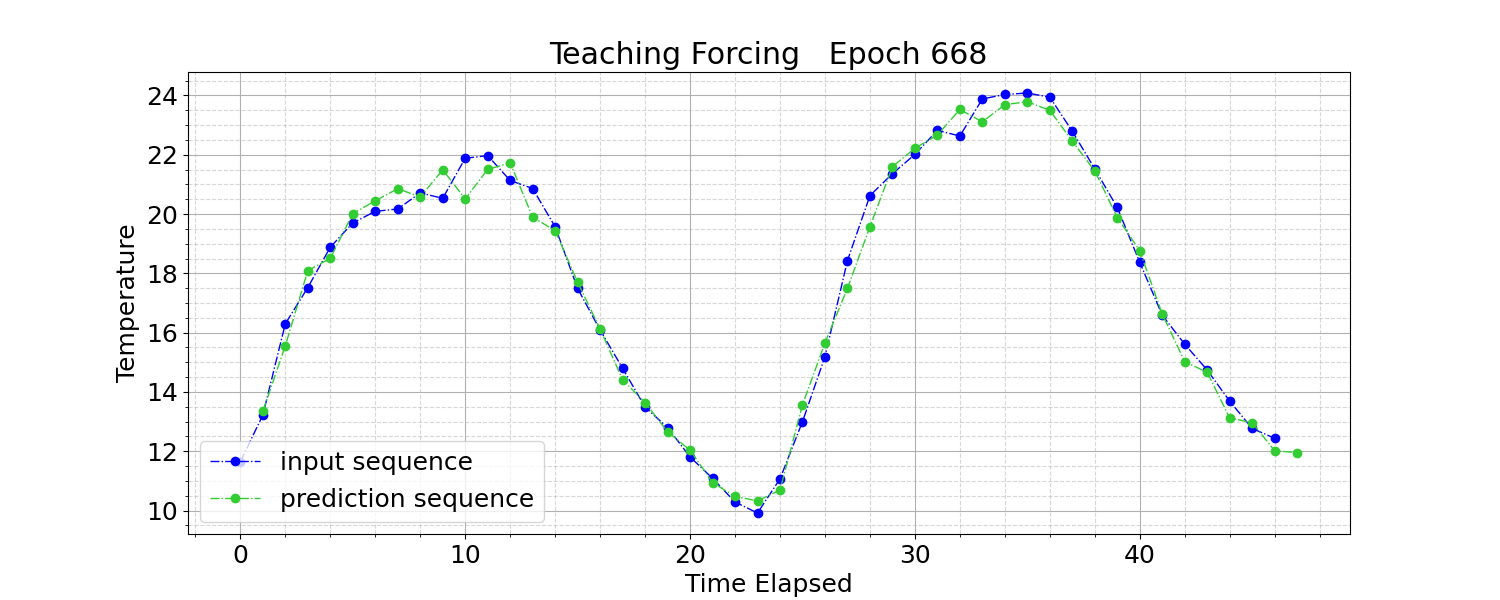 Teaching Forcing   Epoch 668
Temperature
24
22
20
18
16
14
12
10
input sequence
prediction sequence
0 10 20 30 40
Time Elapsed